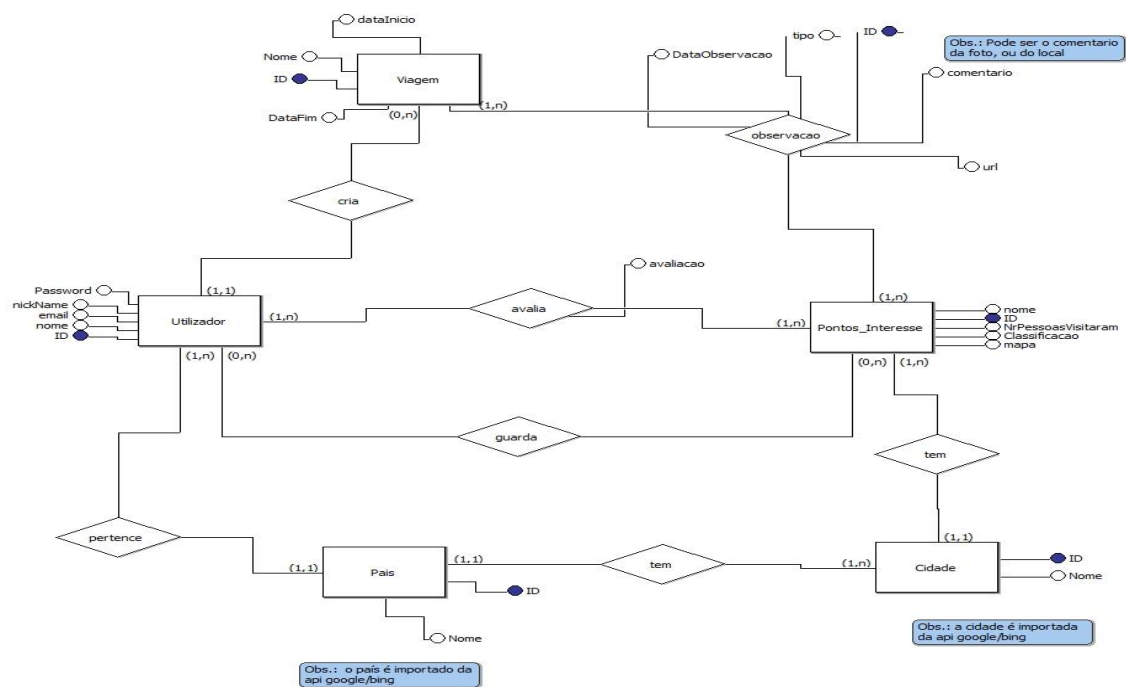 dataInicio
Nome
ID
Viagem
DataFim
(0,n)
(1,n)
DataObservacao
tipo
ID
Obs.: Pode ser o comentario
da foto, ou do local
comentário
observacao
url
cria
Password
nickName
email
nome
ID
(1,1)
Utilizador
(1,n)
(1,n)
(0,n)
avaliacao
avalia
(1,n)
(1,n)
Pontos_Interesse
(0,n)
(1,n)
nome
ID
NrPessoasVisitaram
Classificacao
mapa
guarda
tem
pertence
(1,1)
Pais
(1,1)
ID
Nome
tem
(1,n)
(1,1)
Cidade
ID
Nome
Obs.: a cidade é importada
da api google/bing
Obs.: o país é importado da
api google/bing